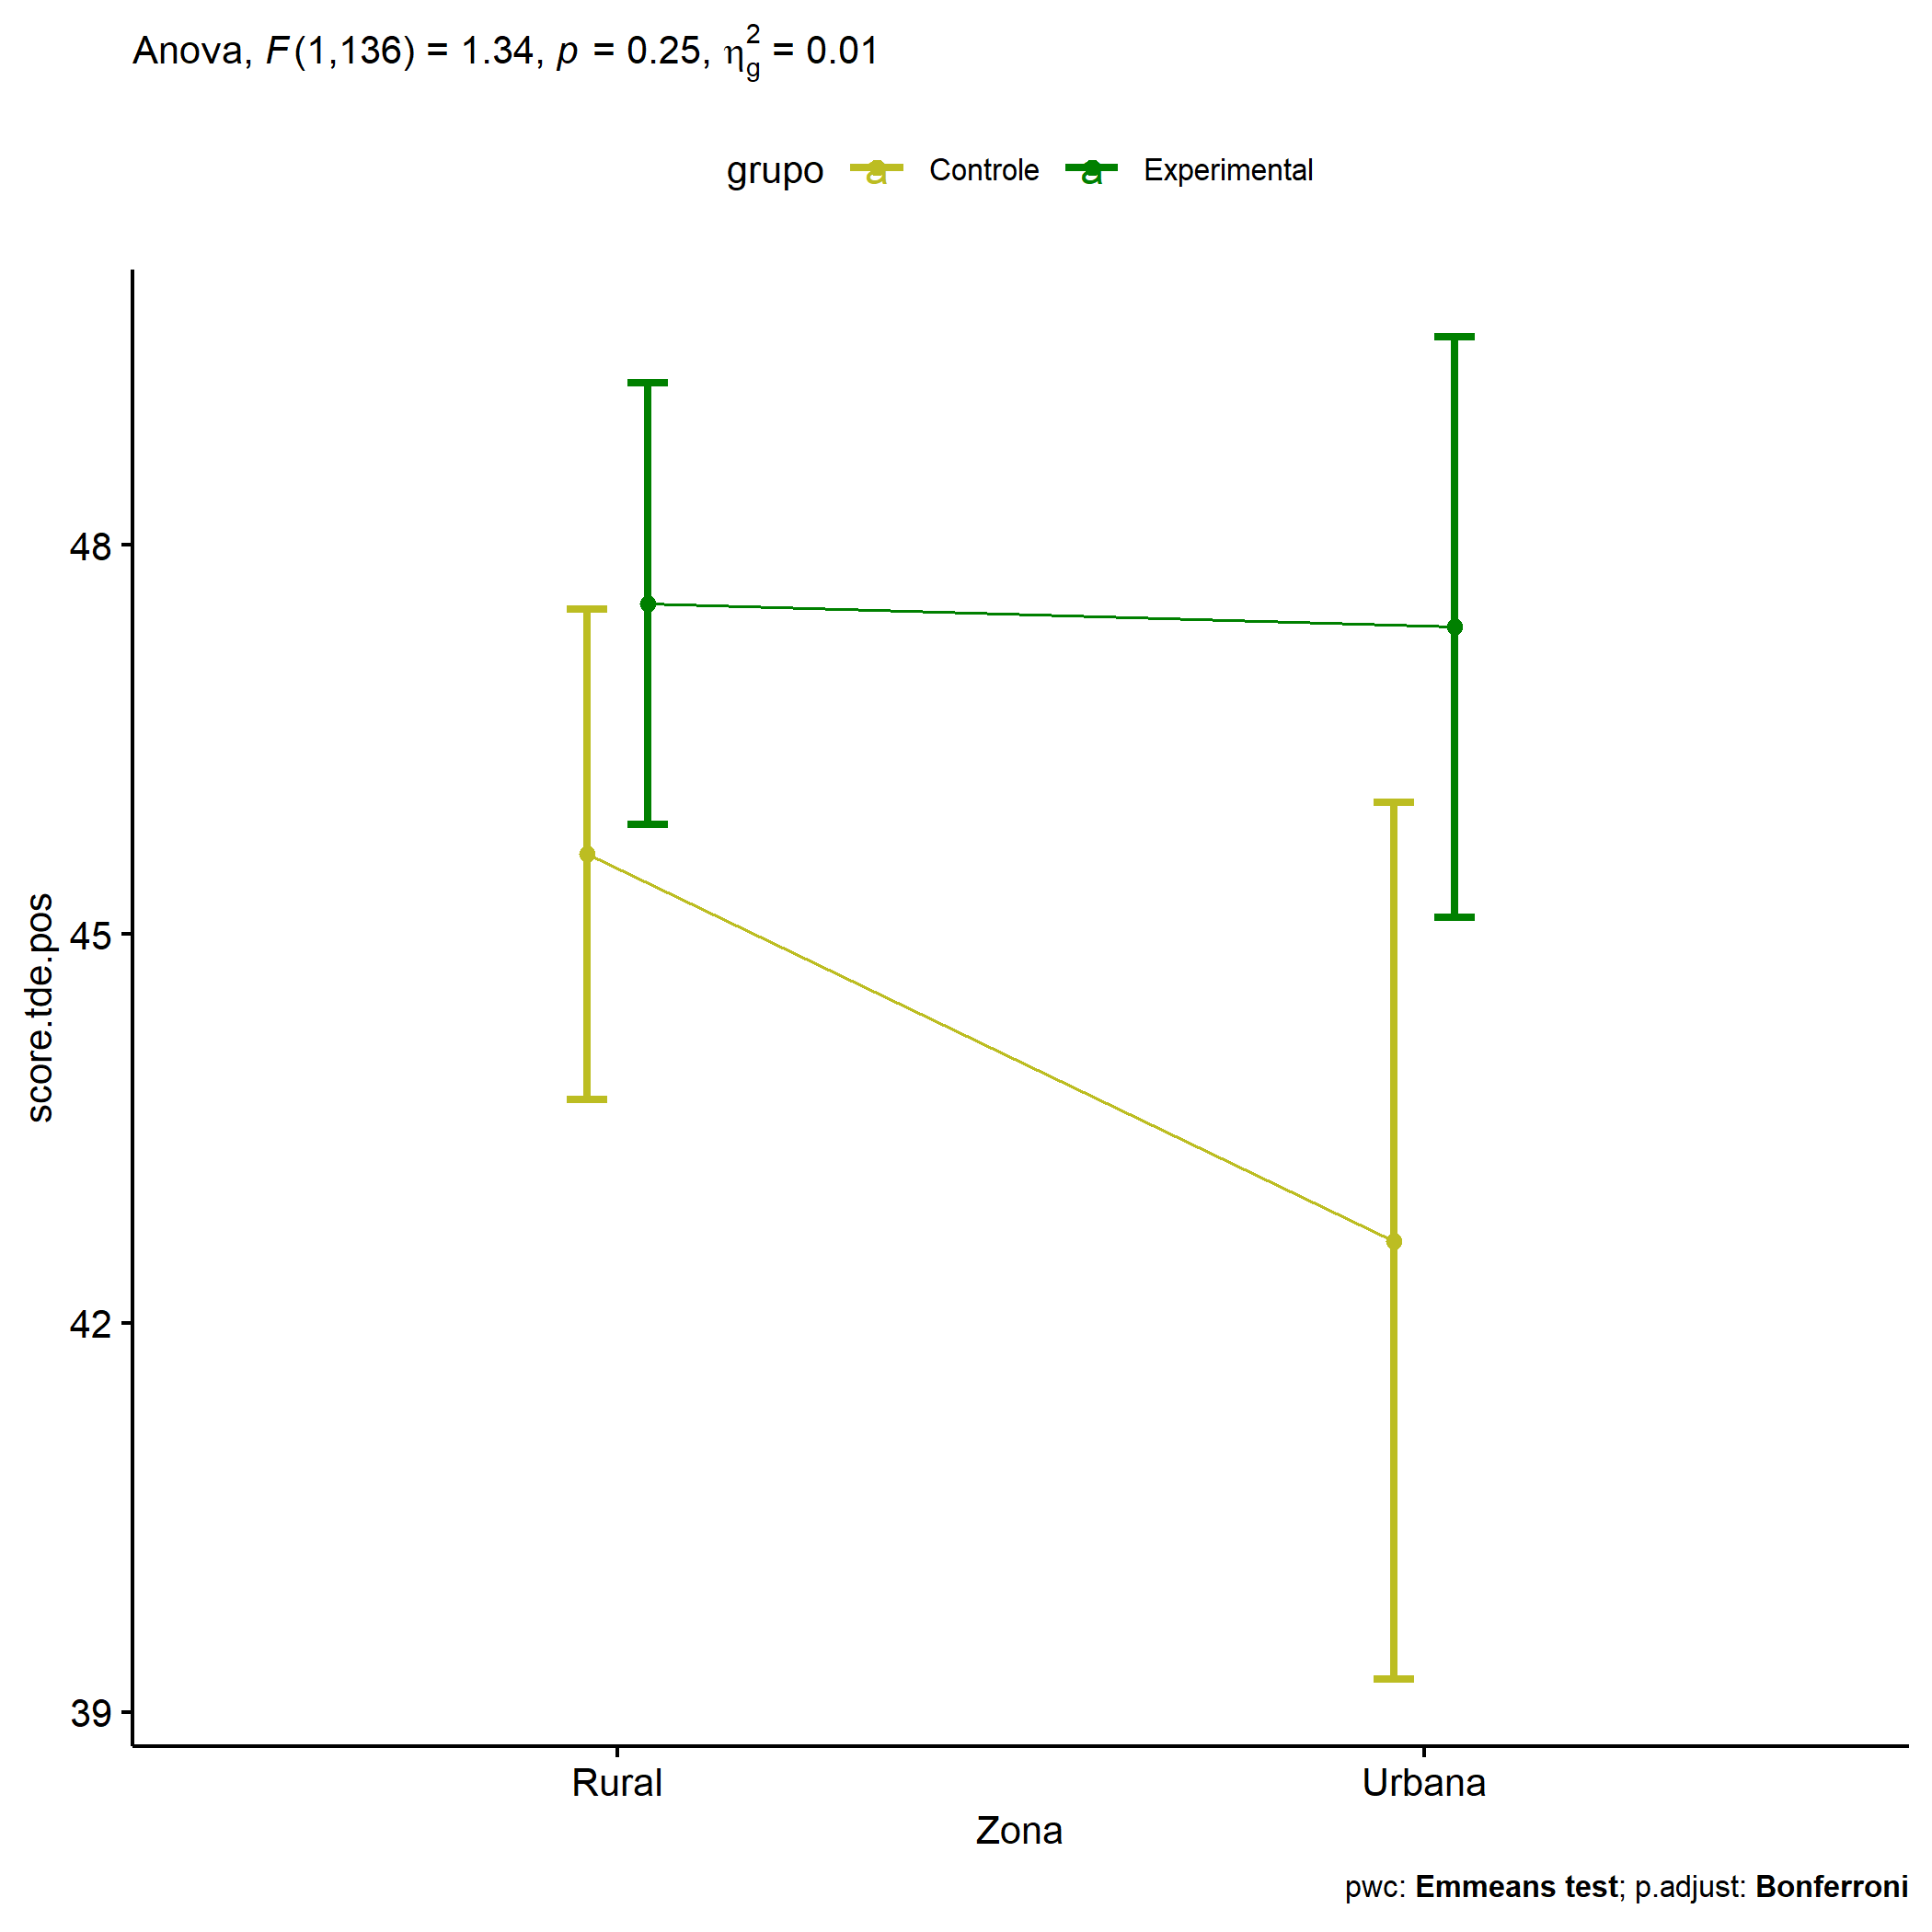 Anova, F(1,136) = 1.34, p = 0.25, η²g = 0.01
grupo a Controle a Experimental
48
45
42
39
score.tde.pos
Rural Urbana
Zona
pwc: Emmeans test; p.adjust: Bonferroni